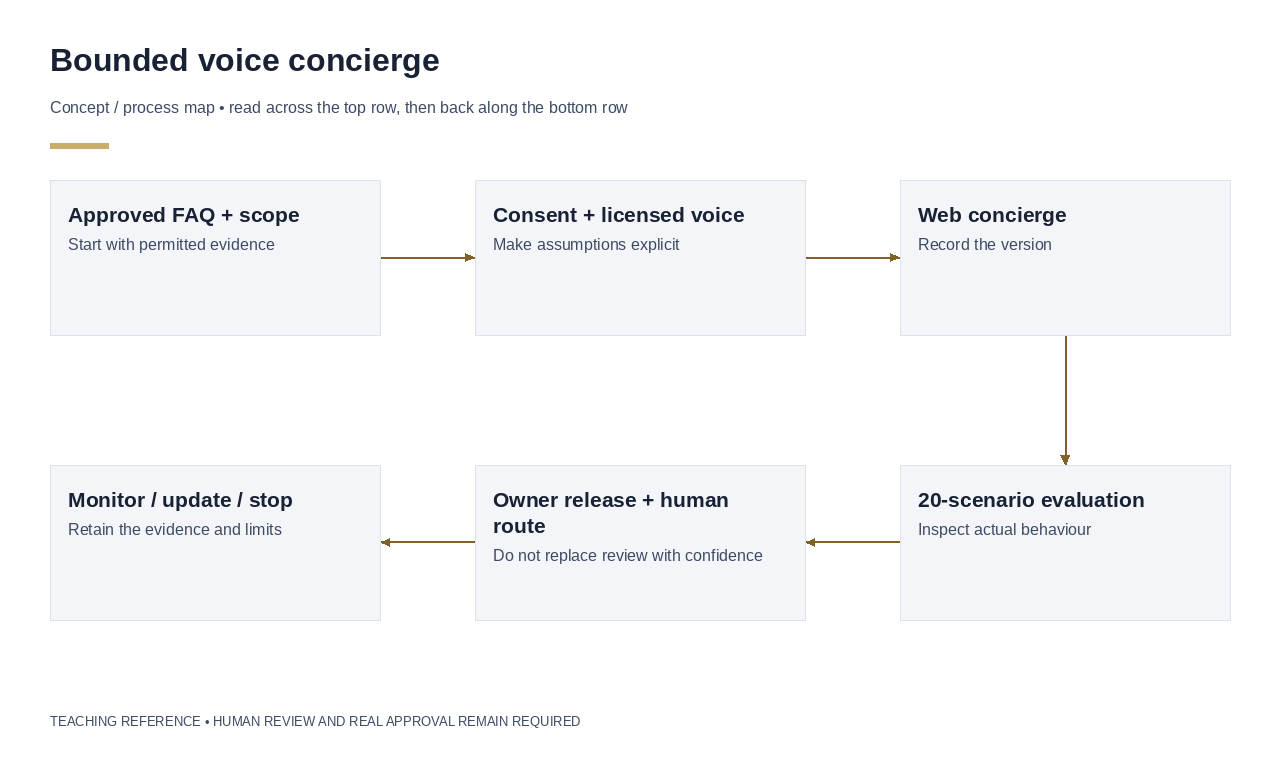 Bounded voice concierge
Concept / process map • read across the top row, then back along the bottom row
Approved FAQ + scope
Start with permitted evidence
Consent + licensed voice
Make assumptions explicit
Web concierge
Record the version
20-scenario evaluation
Inspect actual behaviour
Owner release + human
route
Do not replace review with confidence
Monitor / update / stop
Retain the evidence and limits
TEACHING REFERENCE • HUMAN REVIEW AND REAL APPROVAL REMAIN REQUIRED